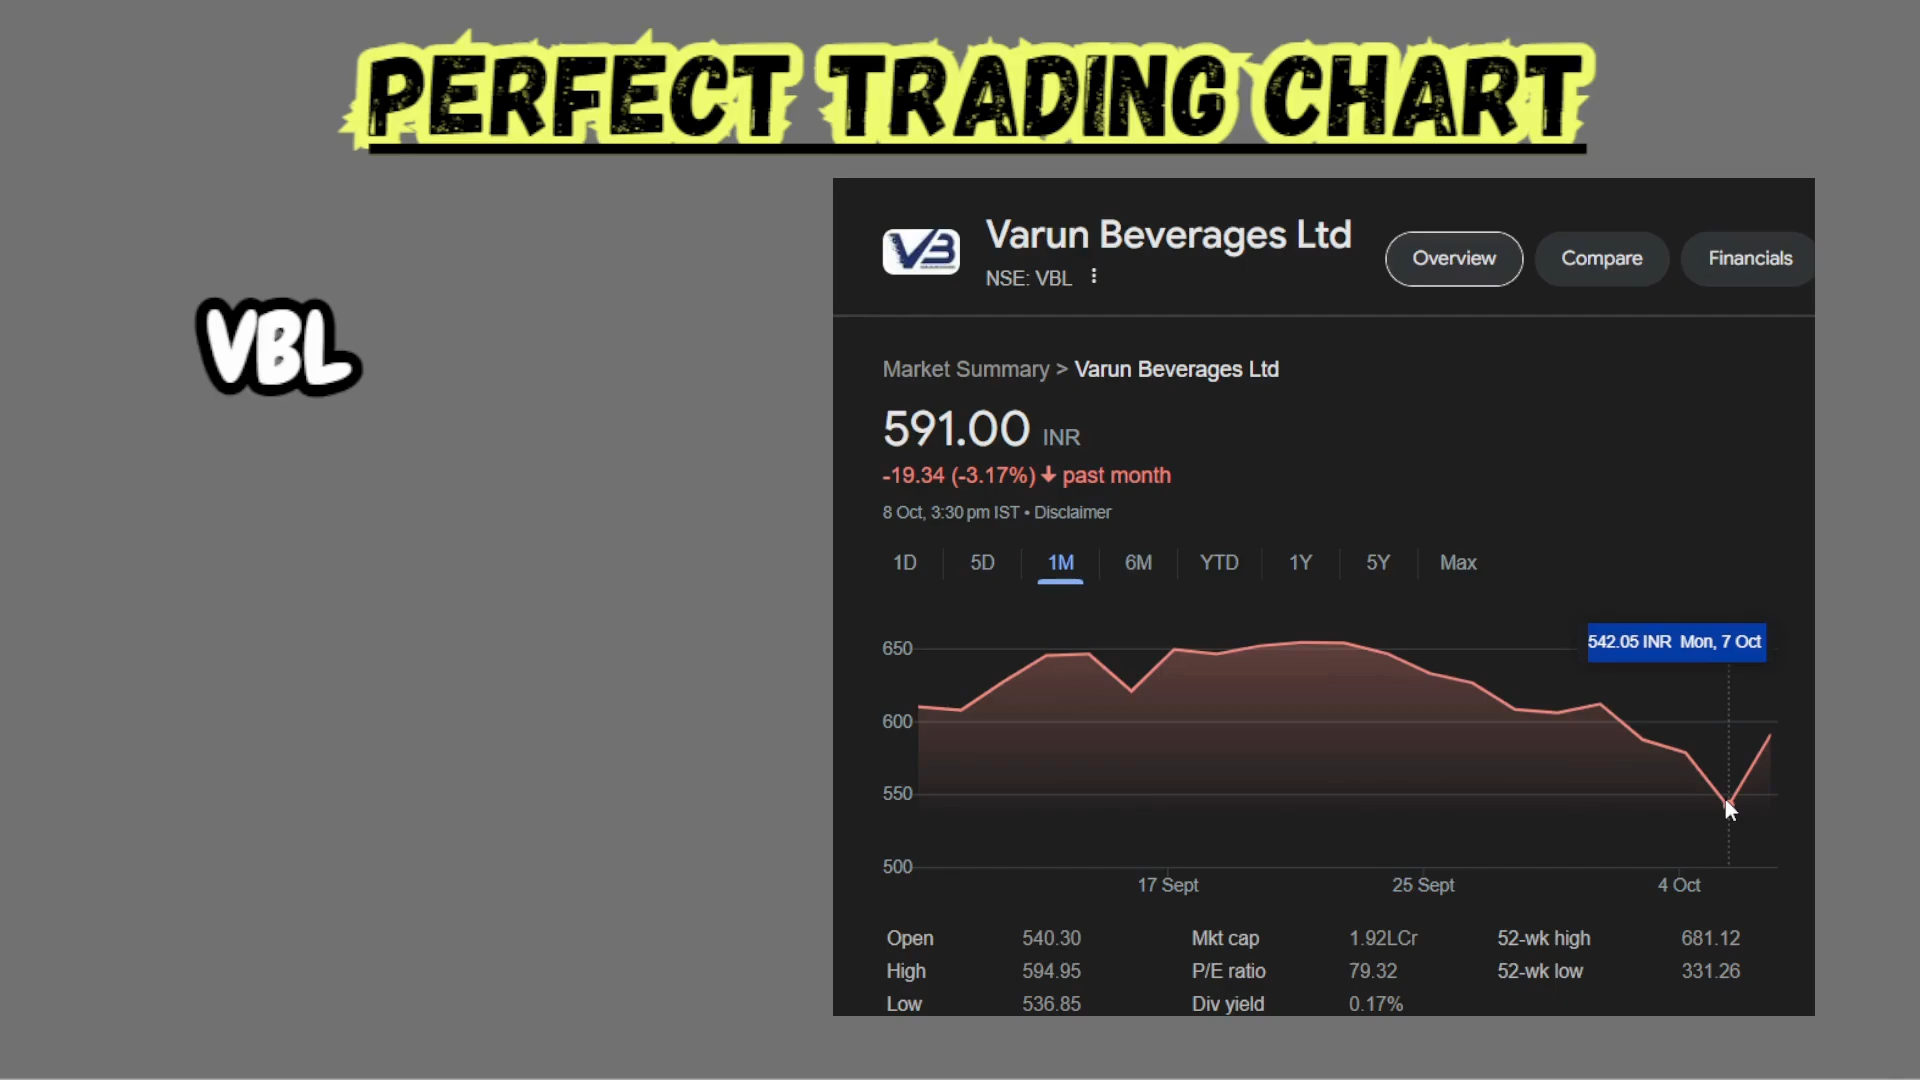 PERFECT TRADING CHART
VBL
VB
Varun Beverages Ltd
NSE: VBL
Overview
Compare
Financials
Market Summary > Varun Beverages Ltd
591.00 INR
-19.34 (-3.17%) past month
8 Oct, 3:30 pm IST • Disclaimer
1D 5D 1M 6M YTD 1Y 5Y Max
542.05 INR Mon, 7 Oct
650
600
550
500
17 Sept 25 Sept 4 Oct
Open 540.30 Mkt cap 1.92LCr 52-wk high 681.12
High 594.95 P/E ratio 79.32 52-wk low 331.26
Low 536.85 Div yield 0.17%